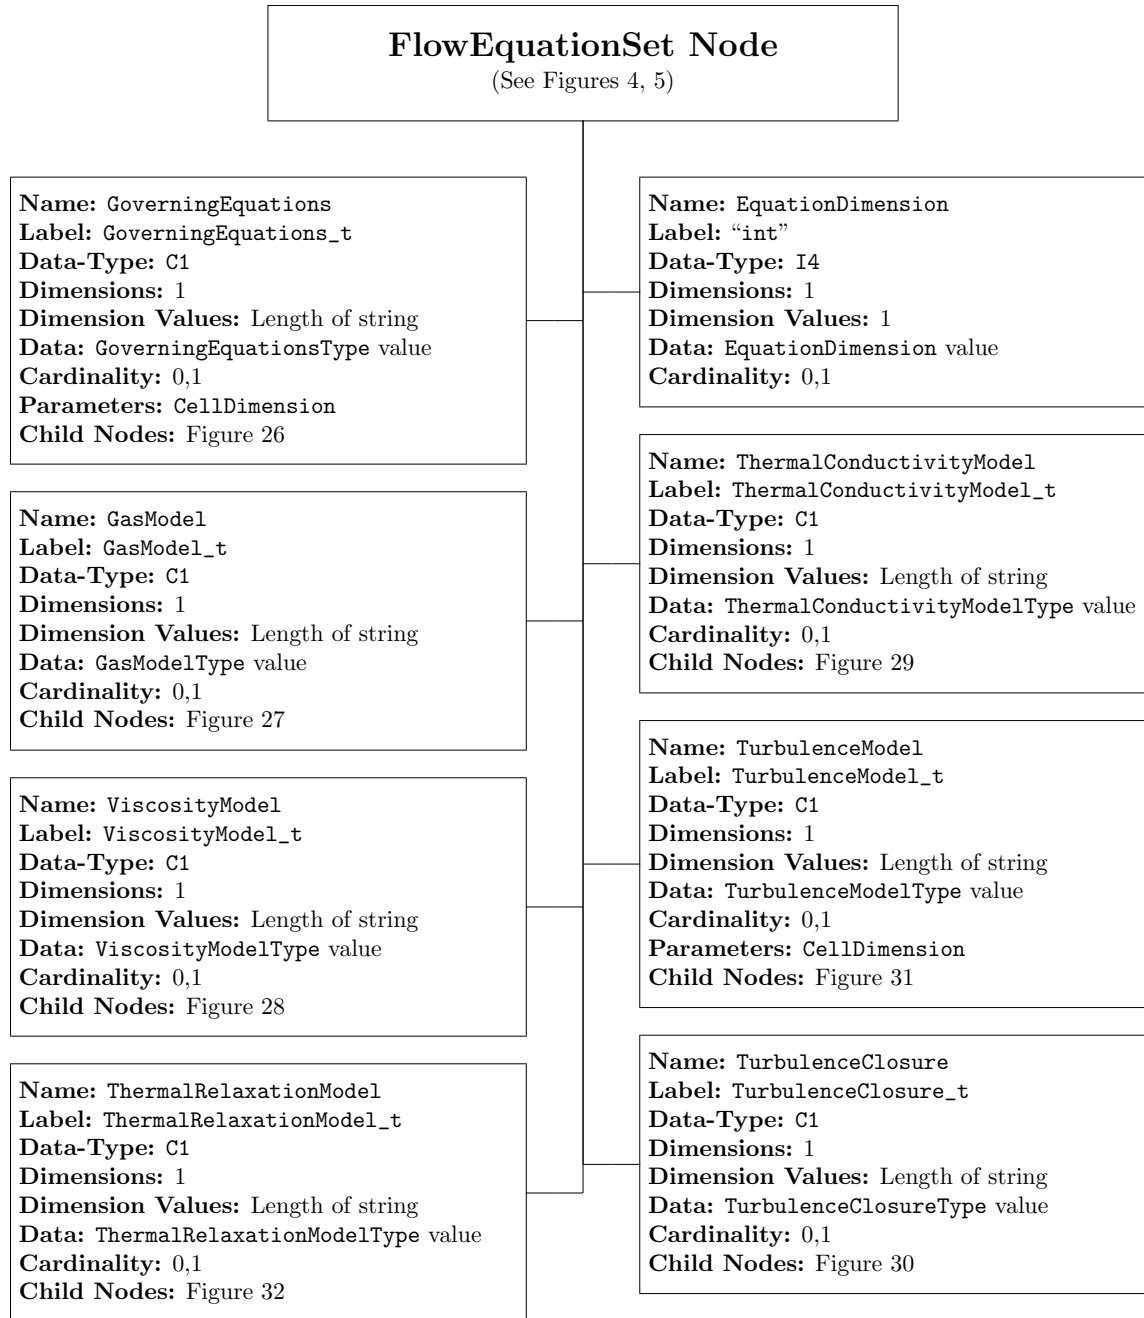 FlowEquationSet Node
(See Figures 4, 5)
Name: GoverningEquations
Label: GoverningEquations_t
Data-Type: C1
Dimensions: 1
Dimension Values: Length of string
Data: GoverningEquationsType value
Cardinality: 0,1
Parameters: CellDimension
Child Nodes: Figure 26
Name: GasModel
Label: GasModel_t
Data-Type: C1
Dimensions: 1
Dimension Values: Length of string
Data: GasModelType value
Cardinality: 0,1
Child Nodes: Figure 27
Name: ViscosityModel
Label: ViscosityModel_t
Data-Type: C1
Dimensions: 1
Dimension Values: Length of string
Data: ViscosityModelType value
Cardinality: 0,1
Child Nodes: Figure 28
Name: ThermalRelaxationModel
Label: ThermalRelaxationModel_t
Data-Type: C1
Dimensions: 1
Dimension Values: Length of string
Data: ThermalRelaxationModelType value
Cardinality: 0,1
Child Nodes: Figure 32
Name: EquationDimension
Label: “int”
Data-Type: I4
Dimensions: 1
Dimension Values: 1
Data: EquationDimension value
Cardinality: 0,1
Name: ThermalConductivityModel
Label: ThermalConductivityModel_t
Data-Type: C1
Dimensions: 1
Dimension Values: Length of string
Data: ThermalConductivityModelType value
Cardinality: 0,1
Child Nodes: Figure 29
Name: TurbulenceModel
Label: TurbulenceModel_t
Data-Type: C1
Dimensions: 1
Dimension Values: Length of string
Data: TurbulenceModelType value
Cardinality: 0,1
Parameters: CellDimension
Child Nodes: Figure 31
Name: TurbulenceClosure
Label: TurbulenceClosure_t
Data-Type: C1
Dimensions: 1
Dimension Values: Length of string
Data: TurbulenceClosureType value
Cardinality: 0,1
Child Nodes: Figure 30